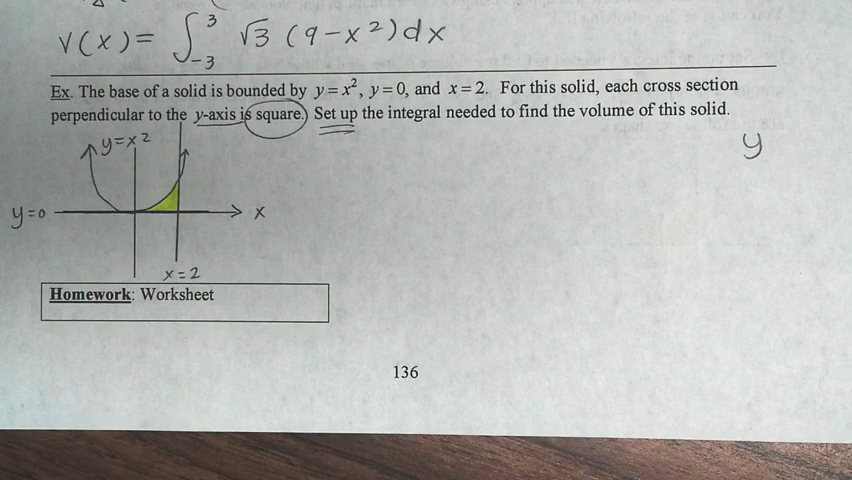 V(x) = ∫₋₃³ √3 (9-x²)dx
Ex. The base of a solid is bounded by y = x², y = 0, and x = 2. For this solid, each cross section
perpendicular to the y-axis is square. Set up the integral needed to find the volume of this solid.
y
y=x²
y=0
x
x=2
Homework: Worksheet
136